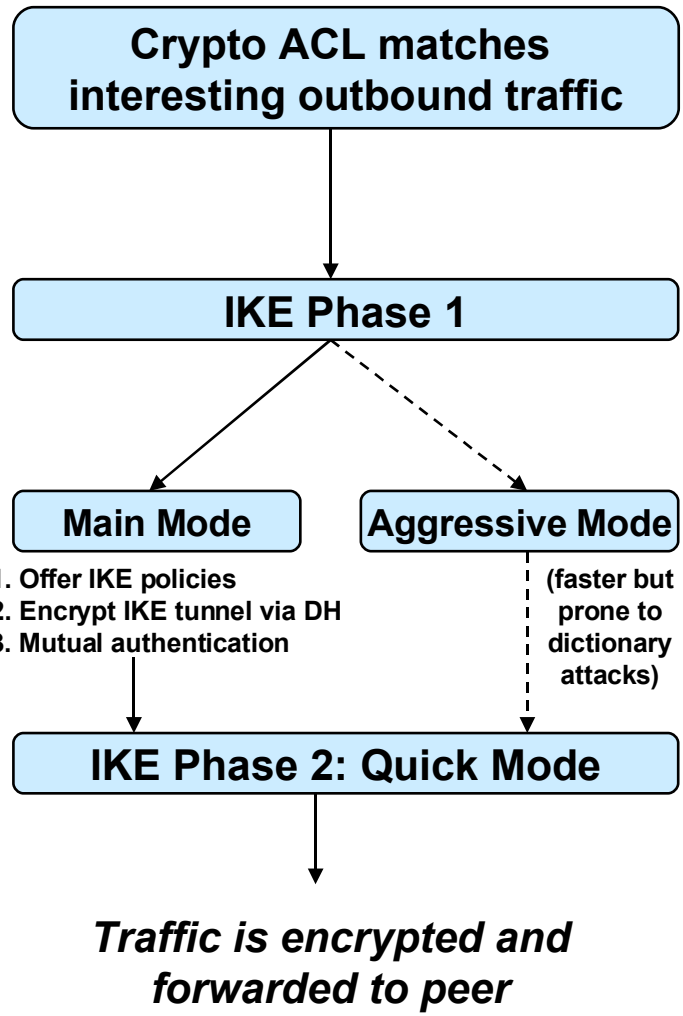 Crypto ACL matches
interesting outbound traffic
IKE Phase 1
Main Mode
1. Offer IKE policies
2. Encrypt IKE tunnel via DH
3. Mutual authentication
Aggressive Mode
(faster but
prone to
dictionary
attacks)
IKE Phase 2: Quick Mode
Traffic is encrypted and
forwarded to peer